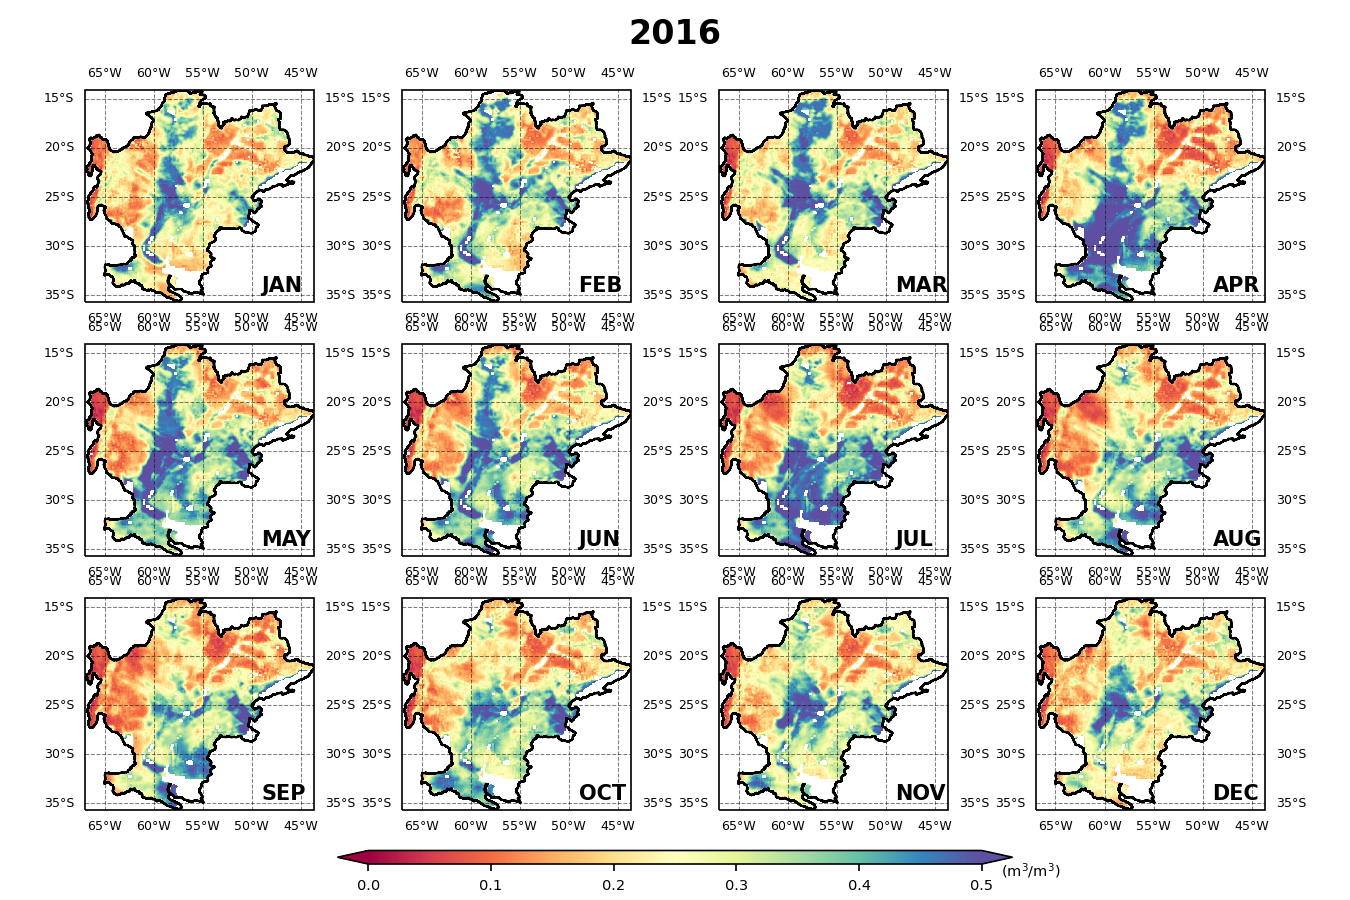 2016
65°W 60°W 55°W 50°W 45°W 65°W 60°W 55°W 50°W 45°W 65°W 60°W 55°W 50°W 45°W 65°W 60°W 55°W 50°W 45°W
15°S 15°S 15°S 15°S 15°S 15°S 15°S 15°S
20°S 20°S 20°S 20°S 20°S 20°S 20°S 20°S
25°S 25°S 25°S 25°S 25°S 25°S 25°S 25°S
30°S 30°S 30°S 30°S 30°S 30°S 30°S 30°S
JAN FEB MAR APR
35°S 35°S 35°S 35°S 35°S 35°S 35°S 35°S
65°W 60°W 55°W 50°W 45°W 65°W 60°W 55°W 50°W 45°W 65°W 60°W 55°W 50°W 45°W 65°W 60°W 55°W 50°W 45°W
65°W 60°W 55°W 50°W 45°W 65°W 60°W 55°W 50°W 45°W 65°W 60°W 55°W 50°W 45°W 65°W 60°W 55°W 50°W 45°W
15°S 15°S 15°S 15°S 15°S 15°S 15°S 15°S
20°S 20°S 20°S 20°S 20°S 20°S 20°S 20°S
25°S 25°S 25°S 25°S 25°S 25°S 25°S 25°S
30°S 30°S 30°S 30°S 30°S 30°S 30°S 30°S
MAY JUN JUL AUG
35°S 35°S 35°S 35°S 35°S 35°S 35°S 35°S
65°W 60°W 55°W 50°W 45°W 65°W 60°W 55°W 50°W 45°W 65°W 60°W 55°W 50°W 45°W 65°W 60°W 55°W 50°W 45°W
65°W 60°W 55°W 50°W 45°W 65°W 60°W 55°W 50°W 45°W 65°W 60°W 55°W 50°W 45°W 65°W 60°W 55°W 50°W 45°W
15°S 15°S 15°S 15°S 15°S 15°S 15°S 15°S
20°S 20°S 20°S 20°S 20°S 20°S 20°S 20°S
25°S 25°S 25°S 25°S 25°S 25°S 25°S 25°S
30°S 30°S 30°S 30°S 30°S 30°S 30°S 30°S
SEP OCT NOV DEC
35°S 35°S 35°S 35°S 35°S 35°S 35°S 35°S
65°W 60°W 55°W 50°W 45°W 65°W 60°W 55°W 50°W 45°W 65°W 60°W 55°W 50°W 45°W 65°W 60°W 55°W 50°W 45°W
(m³/m³)
0.0 0.1 0.2 0.3 0.4 0.5